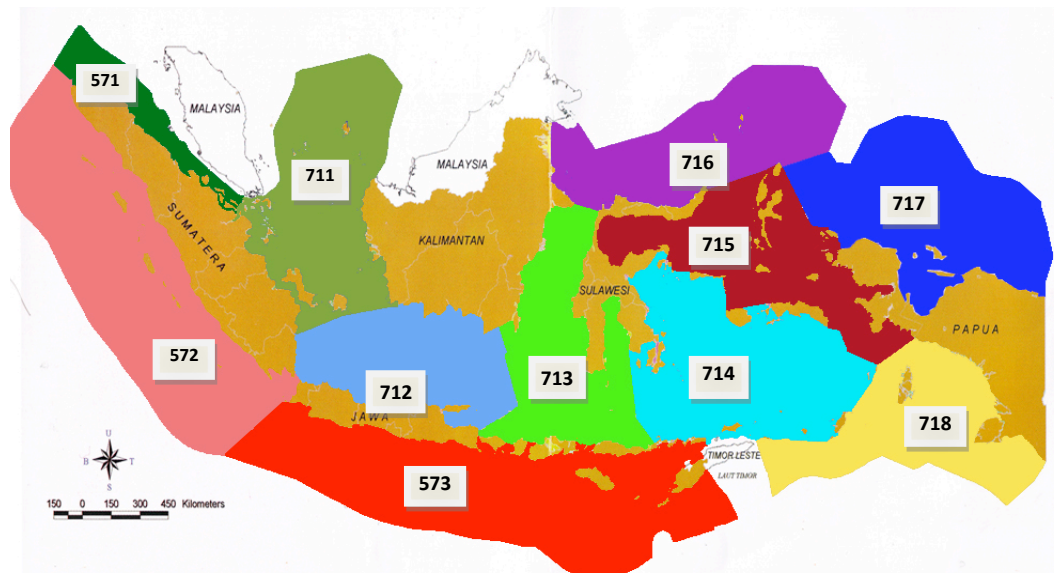 571
MALAYSIA
711
MALAYSIA
716
717
SUMATERA
KALIMANTAN
715
SULAWESI
PAPUA
572
712
713
714
JAWA
718
TIMOR LESTE
LAUT TIMOR
573
U
B T
S
150 0 150 300 450 Kilometers